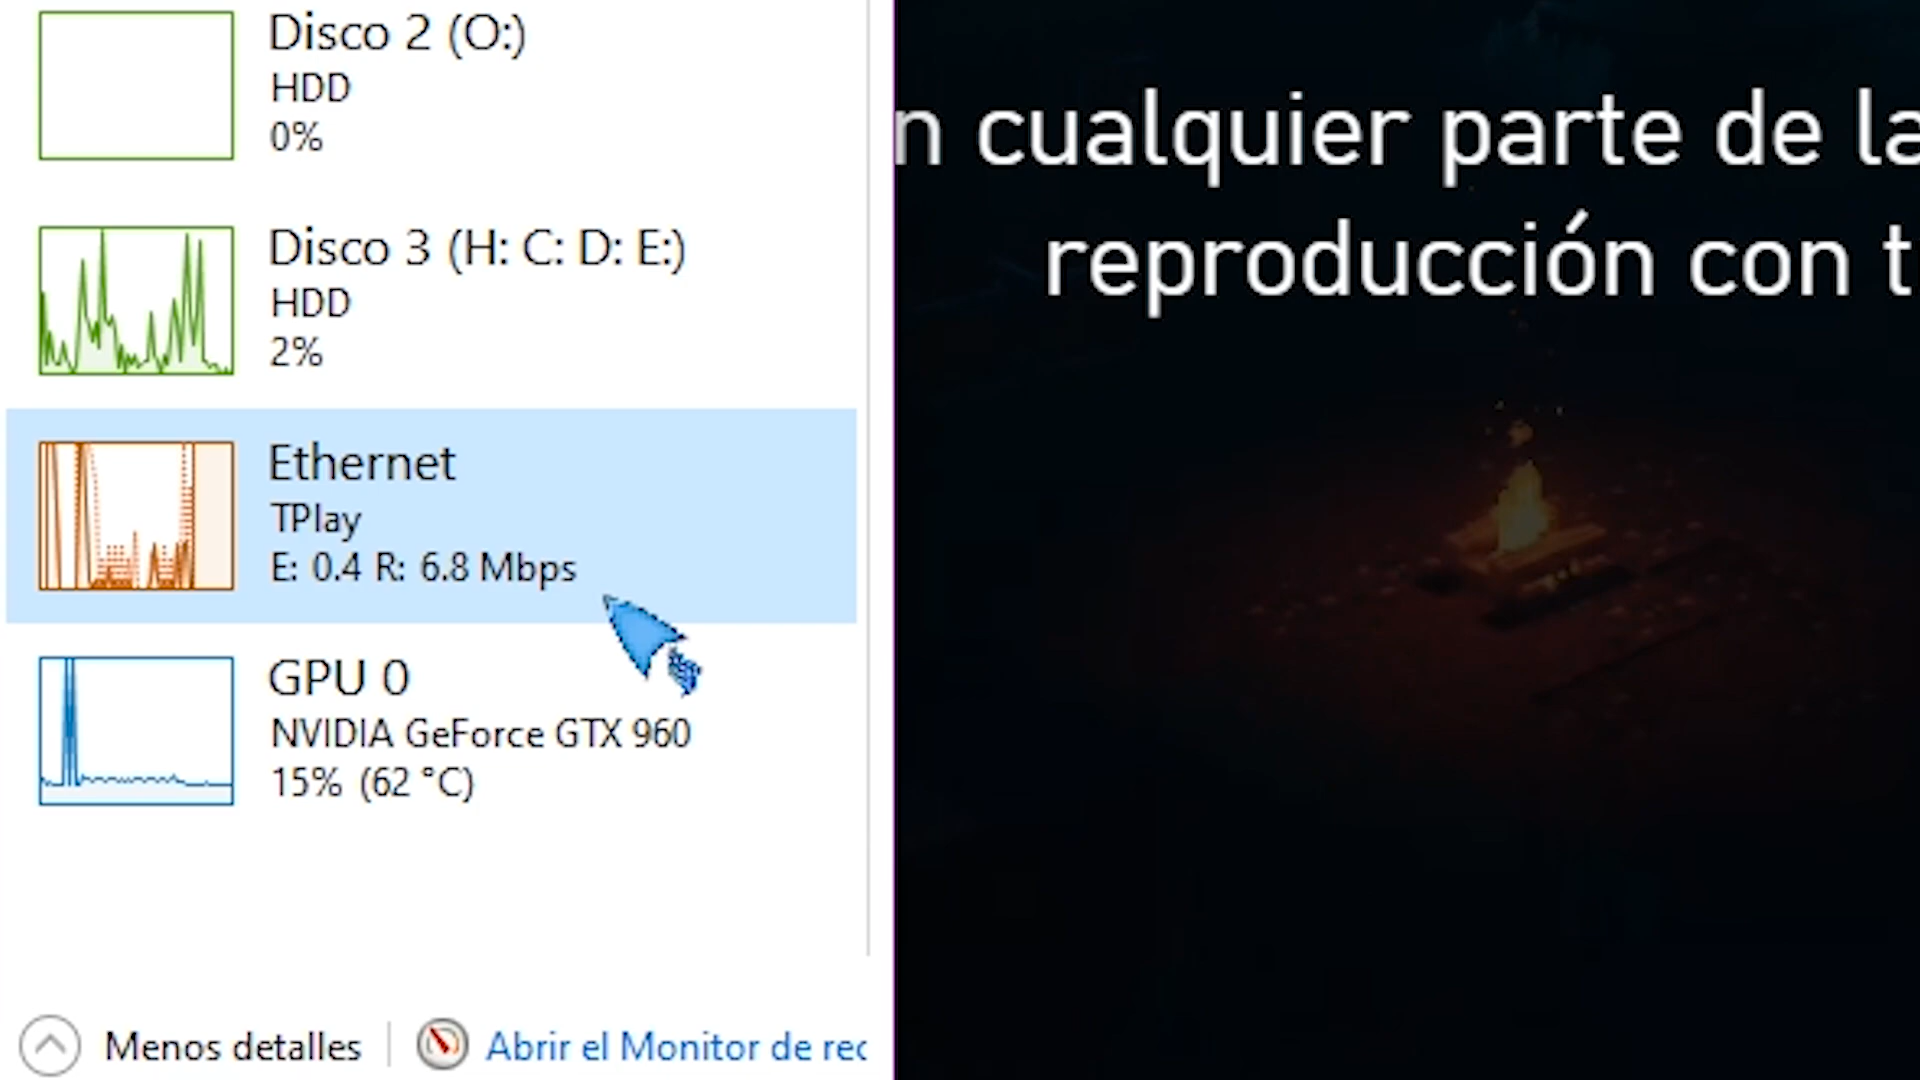 Disco 2 (O:)
HDD
0%
Disco 3 (H: C: D: E:)
HDD
2%
Ethernet
TPlay
E: 0.4 R: 6.8 Mbps
GPU 0
NVIDIA GeForce GTX 960
15% (62 °C)
Menos detalles
Abrir el Monitor de rec
n cualquier parte de la
reproducción con t